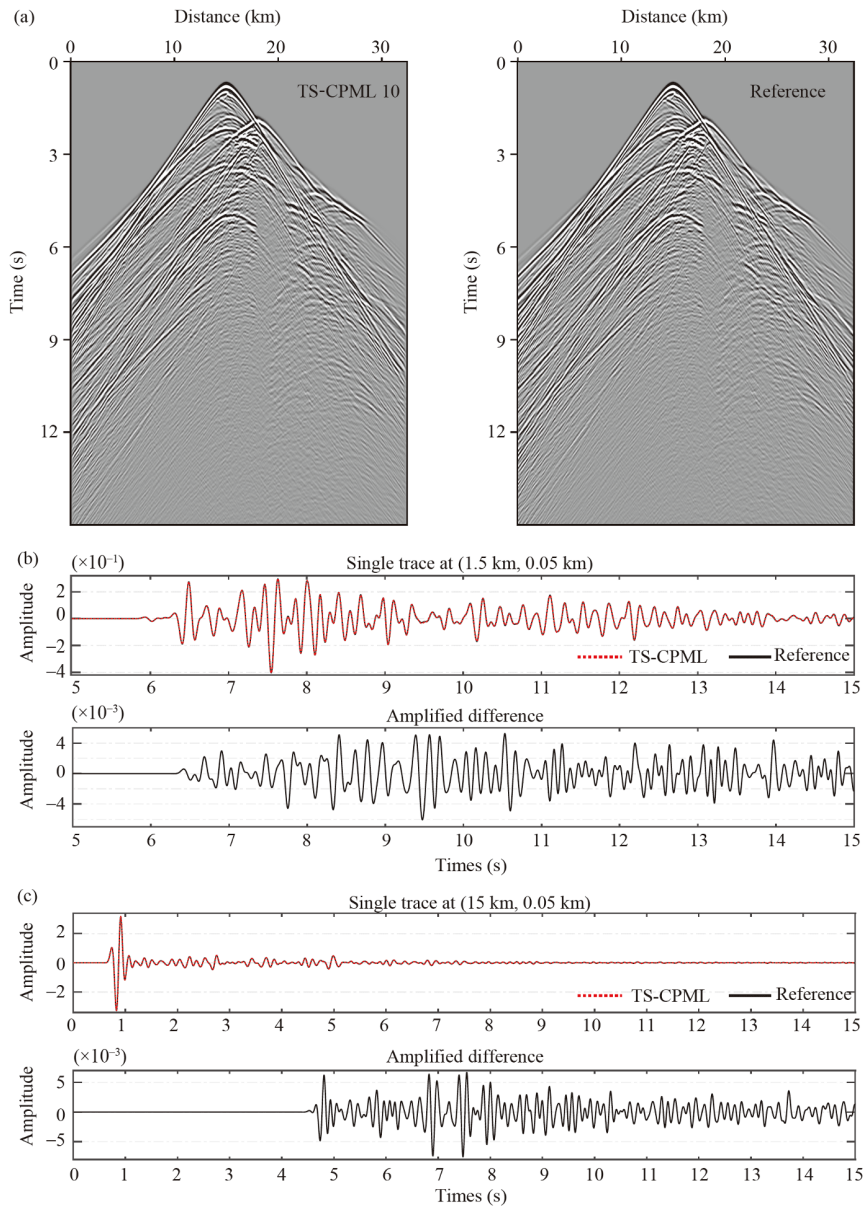 (a)
Distance (km) Distance (km)
0 10 20 30 0 10 20 30
TS-CPML 10 Reference
Time (s) Time (s)
0 0
3 3
6 6
9 9
12 12
(b)
(×10⁻¹) Single trace at (1.5 km, 0.05 km)
Amplitude
2
0
−2
−4
TS-CPML Reference
5 6 7 8 9 10 11 12 13 14 15
(×10⁻³) Amplified difference
Amplitude
4
0
−4
5 6 7 8 9 10 11 12 13 14 15
Times (s)
(c)
Single trace at (15 km, 0.05 km)
Amplitude
2
0
−2
TS-CPML Reference
0 1 2 3 4 5 6 7 8 9 10 11 12 13 14 15
(×10⁻³) Amplified difference
Amplitude
5
0
−5
0 1 2 3 4 5 6 7 8 9 10 11 12 13 14 15
Times (s)